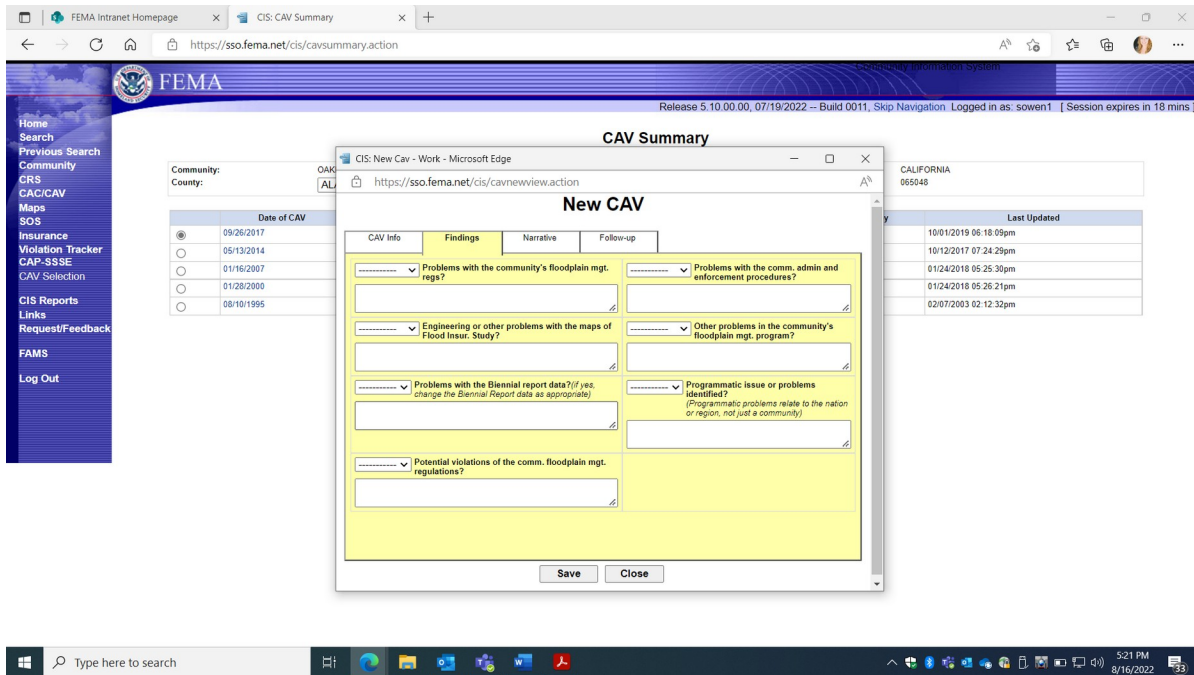 FEMA Intranet Homepage
CIS: CAV Summary
https://sso.fema.net/cis/cavsummary.action
FEMA
Community Information System
Release 5.10.00.00, 07/19/2022 -- Build 0011, Skip Navigation Logged in as: sowen1 [ Session expires in 18 mins ]
Home
Search
Previous Search
Community
CRS
CAC/CAV
Maps
SOS
Insurance
Violation Tracker
CAP-SSSE
CAV Selection
CIS Reports
Links
Request/Feedback
FAMS
Log Out
CAV Summary
Community: OAK
CALIFORNIA
County: AL
065048
Date of CAV
y
Last Updated
09/26/2017
10/01/2019 06:18:09pm
05/13/2014
10/12/2017 07:24:29pm
01/16/2007
01/24/2018 05:25:30pm
01/28/2000
01/24/2018 05:26:21pm
08/10/1995
02/07/2003 02:12:32pm
CIS: New Cav - Work - Microsoft Edge
https://sso.fema.net/cis/cavnewview.action
New CAV
CAV Info Findings Narrative Follow-up
----------- Problems with the community's floodplain mgt.
regs?
----------- Problems with the comm. admin and
enforcement procedures?
----------- Engineering or other problems with the maps of
Flood Insur. Study?
----------- Other problems in the community's
floodplain mgt. program?
----------- Problems with the Biennial report data?(if yes,
change the Biennial Report data as appropriate)
----------- Programmatic issue or problems
identified?
(Programmatic problems relate to the nation
or region, not just a community)
----------- Potential violations of the comm. floodplain mgt.
regulations?
Save Close
Type here to search
5:21 PM
8/16/2022
33